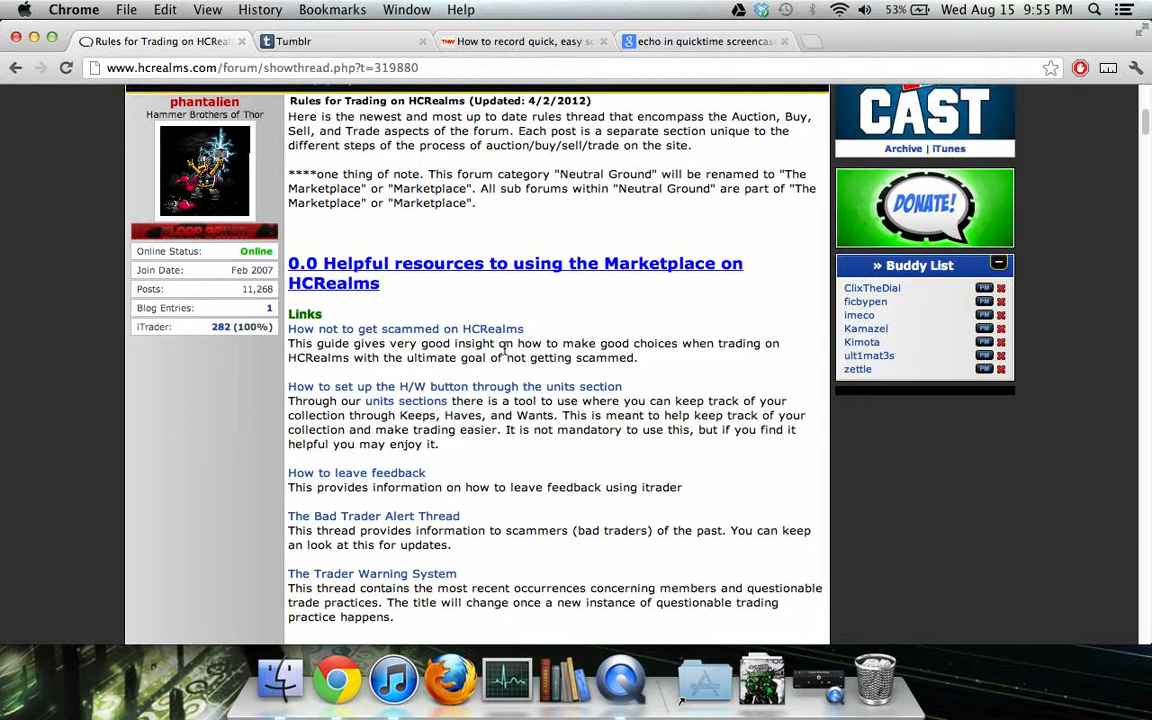 Chrome File Edit View History Bookmarks Window Help 53% Wed Aug 15 9:55 PM
Rules for Trading on HCReal Tumblr How to record quick, easy sc echo in quicktime screencast
www.hcrealms.com/forum/showthread.php?t=319880
phantalien
Hammer Brothers of Thor
Online Status: Online
Join Date: Feb 2007
Posts: 11,268
Blog Entries: 1
iTrader: 282 (100%)
Rules for Trading on HCRealms (Updated: 4/2/2012)
Here is the newest and most up to date rules thread that encompass the Auction, Buy,
Sell, and Trade aspects of the forum. Each post is a separate section unique to the
different steps of the process of auction/buy/sell/trade on the site.
****one thing of note. This forum category "Neutral Ground" will be renamed to "The
Marketplace" or "Marketplace". All sub forums within "Neutral Ground" are part of "The
Marketplace" or "Marketplace".
0.0 Helpful resources to using the Marketplace on
HCRealms
Links
How not to get scammed on HCRealms
This guide gives very good insight on how to make good choices when trading on
HCRealms with the ultimate goal of not getting scammed.
How to set up the H/W button through the units section
Through our units sections there is a tool to use where you can keep track of your
collection through Keeps, Haves, and Wants. This is meant to help keep track of your
collection and make trading easier. It is not mandatory to use this, but if you find it
helpful you may enjoy it.
How to leave feedback
This provides information on how to leave feedback using itrader
The Bad Trader Alert Thread
This thread provides information to scammers (bad traders) of the past. You can keep
an look at this for updates.
The Trader Warning System
This thread contains the most recent occurrences concerning members and questionable
trade practices. The title will change once a new instance of questionable trading
practice happens.
CAST
Archive | iTunes
DONATE!
» Buddy List
ClixTheDial PM
ficbypen PM
imeco PM
Kamazel PM
Kimota PM
ult1mat3s PM
zettle PM